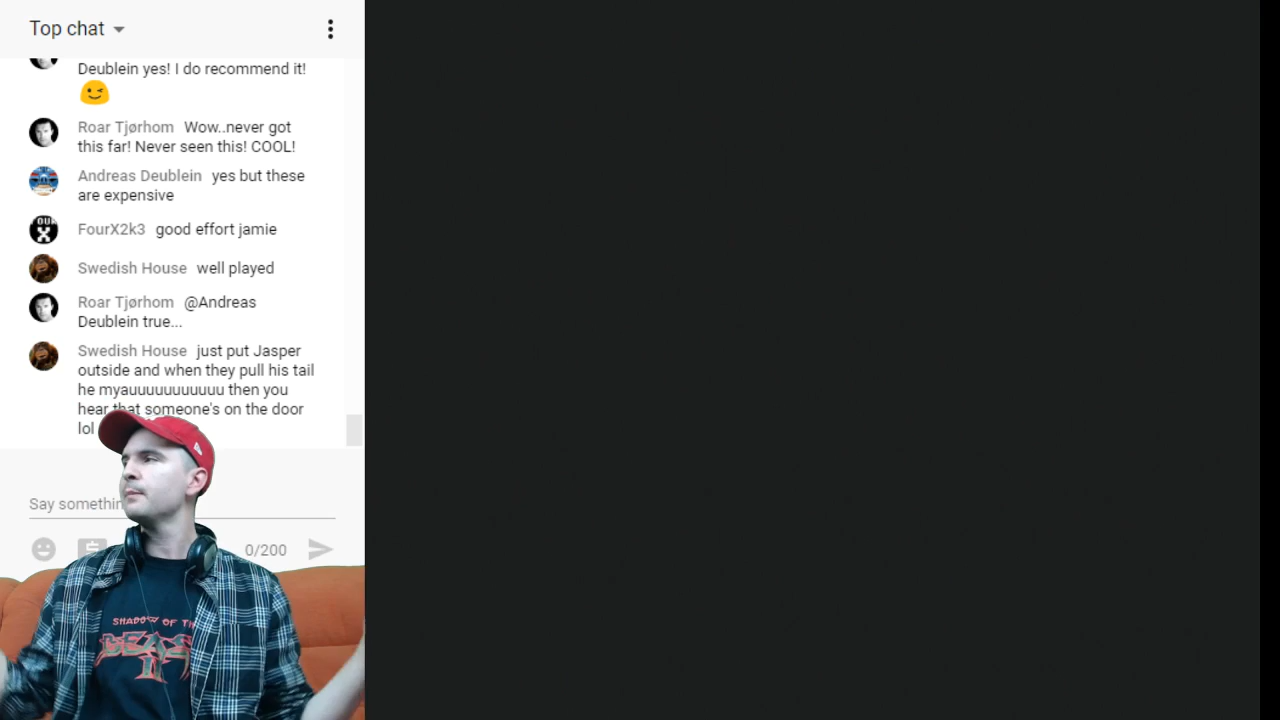 Top chat
Deublein yes! I do recommend it!
Roar Tjørhom Wow..never got
this far! Never seen this! COOL!
Andreas Deublein yes but these
are expensive
FourX2k3 good effort jamie
Swedish House well played
Roar Tjørhom @Andreas
Deublein true...
Swedish House just put Jasper
outside and when they pull his tail
he myauuuuuuuuuuu then you
hear that someone's on the door
lol
Say somethin
0/200
SHADOW OF TH
BEAS
II